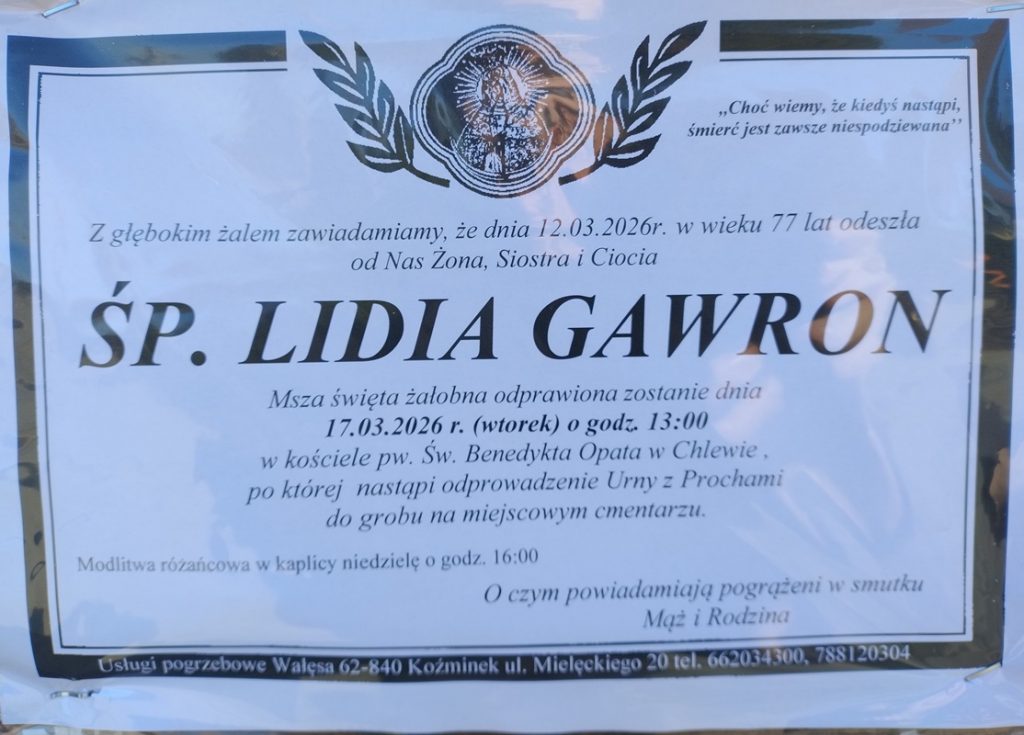 „Choć wiemy, że kiedyś nastąpi,
śmierć jest zawsze niespodziewana’’
Z głębokim żalem zawiadamiamy, że dnia 12.03.2026r. w wieku 77 lat odeszła
od Nas Żona, Siostra i Ciocia
ŚP. LIDIA GAWRON
Msza święta żałobna odprawiona zostanie dnia
17.03.2026 r. (wtorek) o godz. 13:00
w kościele pw. Św. Benedykta Opata w Chlewie ,
po której nastąpi odprowadzenie Urny z Prochami
do grobu na miejscowym cmentarzu.
Modlitwa różańcowa w kaplicy niedzielę o godz. 16:00
O czym powiadamiają pogrążeni w smutku
Mąż i Rodzina
Usługi pogrzebowe Walęsa 62-840 Koźminek ul. Mielęckiego 20 tel. 662034300, 788120304